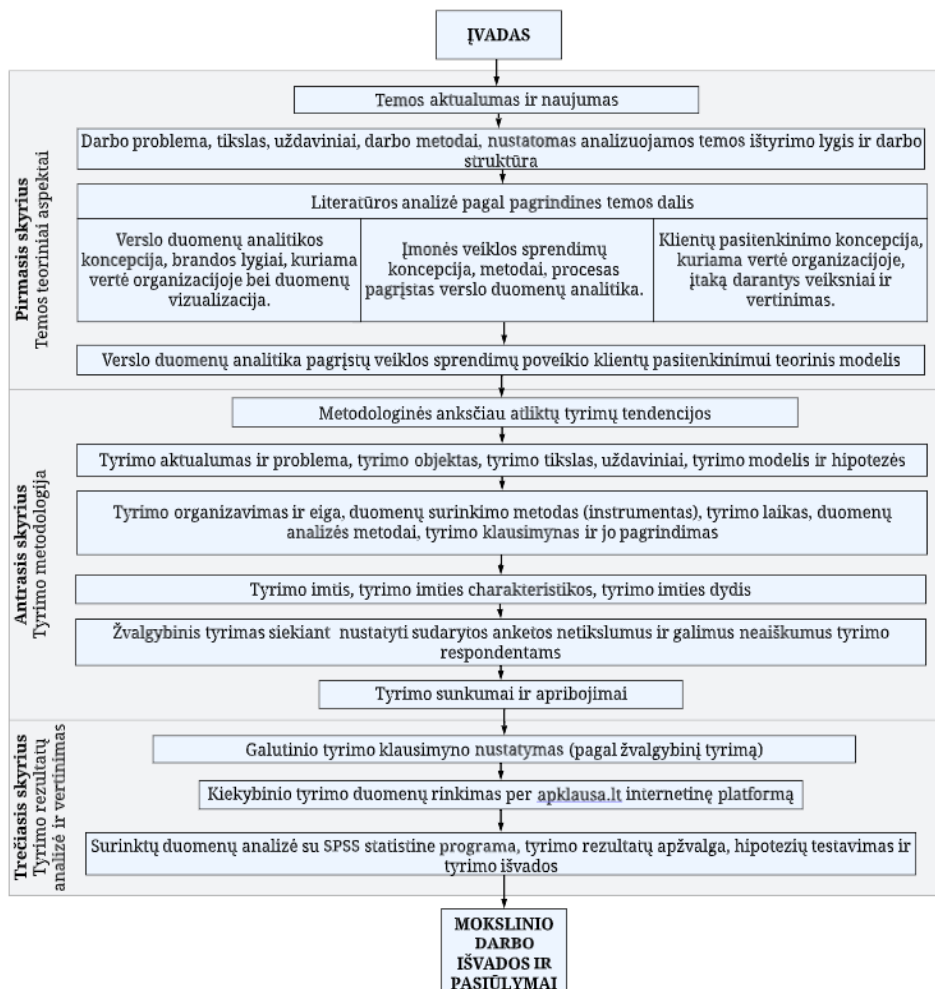 ĮVADAS
Pirmasis skyrius
Temos teoriniai aspektai
Temos aktualumas ir naujumas
Darbo problema, tikslas, uždaviniai, darbo metodai, nustatomas analizuojamos temos ištyrimo lygis ir darbo
struktūra
Literatūros analizė pagal pagrindines temos dalis
Verslo duomenų analitikos
koncepcija, brandos lygiai, kuriama
vertė organizacijoje bei duomenų
vizualizacija.
Įmonės veiklos sprendimų
koncepcija, metodai, procesas
pagrįstas verslo duomenų analitika.
Klientų pasitenkinimo koncepcija,
kuriama vertė organizacijoje,
įtaką darantys veiksniai ir
vertinimas.
Verslo duomenų analitika pagrįstų veiklos sprendimų poveikio klientų pasitenkinimui teorinis modelis
Antrasis skyrius
Tyrimo metodologija
Metodologinės anksčiau atliktų tyrimų tendencijos
Tyrimo aktualumas ir problema, tyrimo objektas, tyrimo tikslas, uždaviniai, tyrimo modelis ir hipotezės
Tyrimo organizavimas ir eiga, duomenų surinkimo metodas (instrumentas), tyrimo laikas, duomenų
analizės metodai, tyrimo klausimynas ir jo pagrindimas
Tyrimo imtis, tyrimo imties charakteristikos, tyrimo imties dydis
Žvalgybinis tyrimas siekiant nustatyti sudarytos anketos netikslumus ir galimus neaiškumus tyrimo
respondentams
Tyrimo sunkumai ir apribojimai
Trečiasis skyrius
Tyrimo rezultatų
analizė ir vertinimas
Galutinio tyrimo klausimyno nustatymas (pagal žvalgybinį tyrimą)
Kiekybinio tyrimo duomenų rinkimas per apklausa.lt internetinę platformą
Surinktų duomenų analizė su SPSS statistine programa, tyrimo rezultatų apžvalga, hipotezių testavimas ir
tyrimo išvados
MOKSLINIO
DARBO
IŠVADOS IR
PASIŪLYMAI